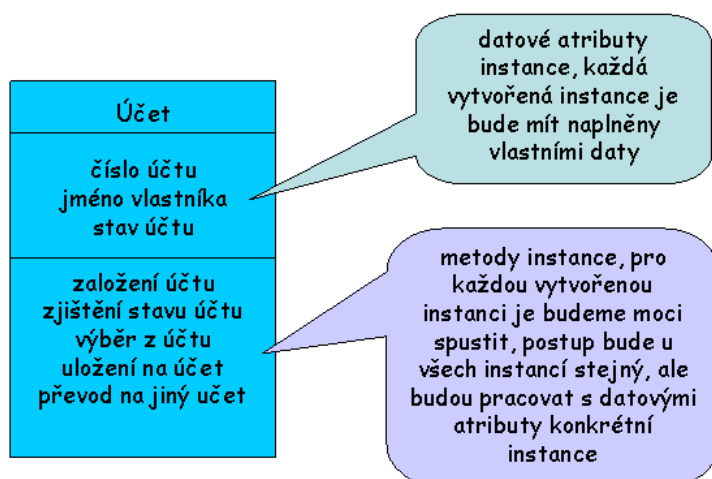 Účet
číslo účtu
jméno vlastníka
stav účtu
založení účtu
zjištění stavu účtu
výběr z účtu
uložení na účet
převod na jiný učet
datové atributy
instance, každá
vytvořená instance je
bude mít naplněny
vlastními daty
metody instance, pro
každou vytvořenou
instanci je budeme moci
spustit, postup bude u
všech instancí stejný, ale
budou pracovat s datovými
atributy konkrétní
instance